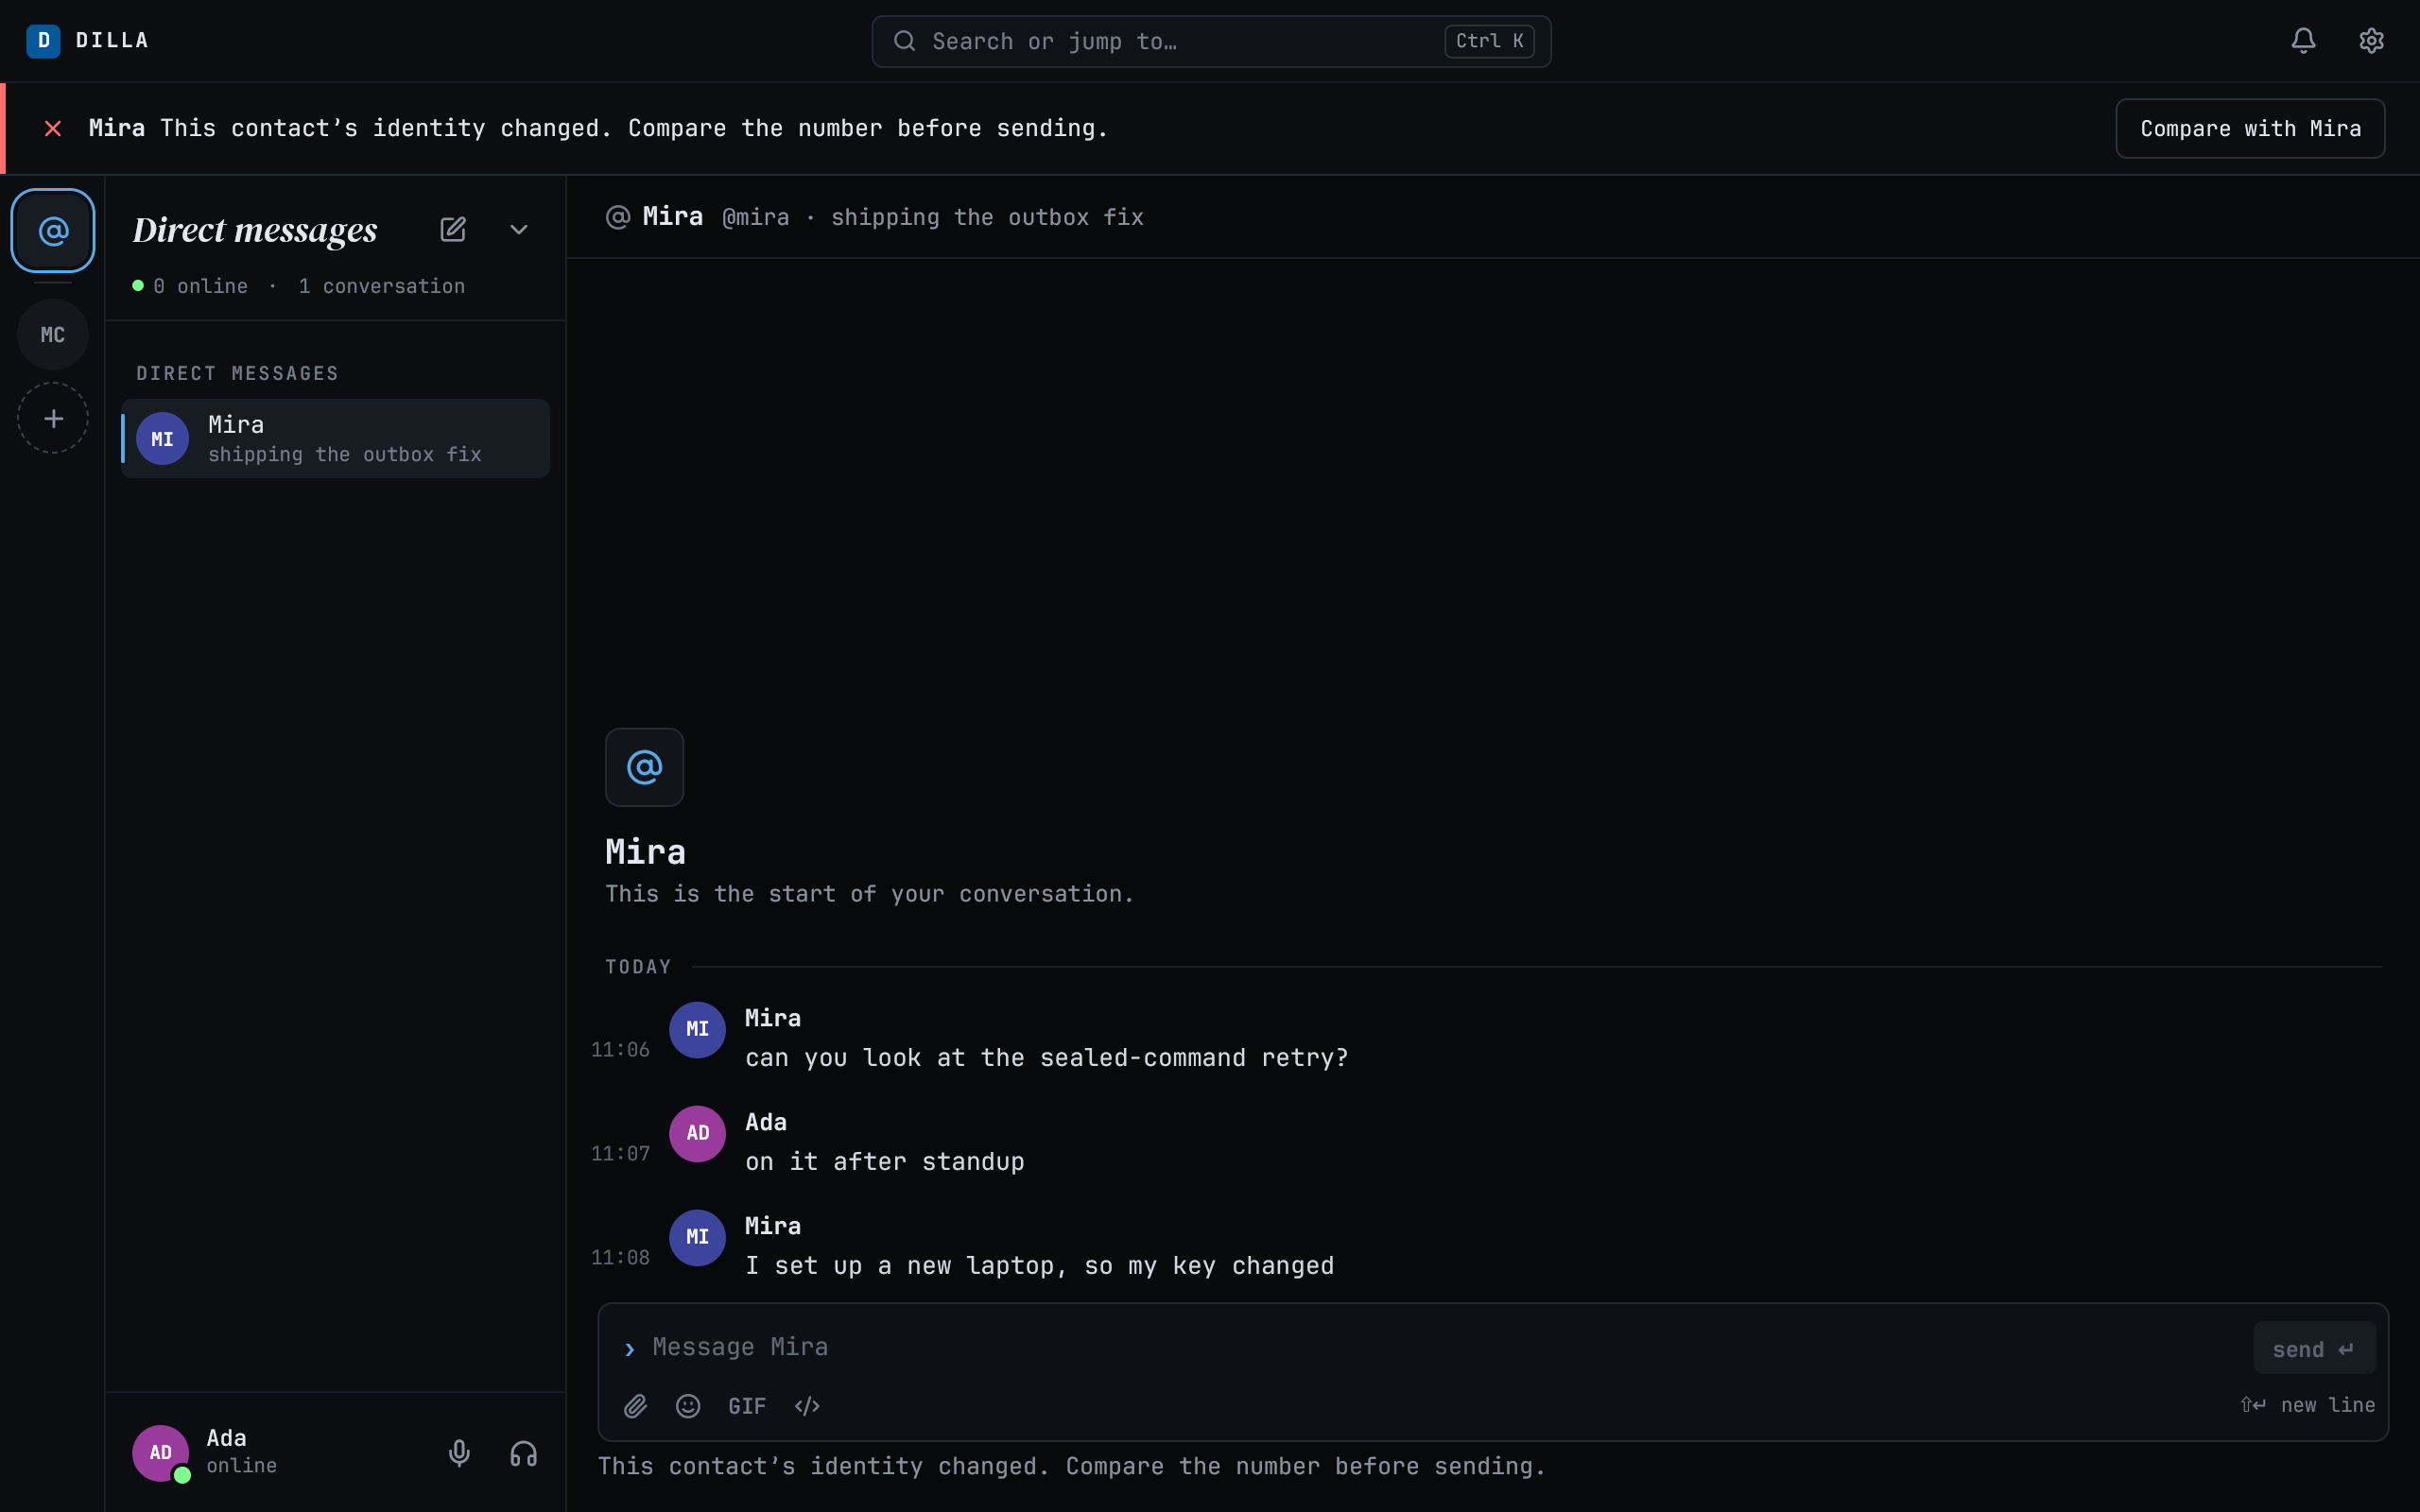 D DILLA
Search or jump to… Ctrl K
Mira This contact’s identity changed. Compare the number before sending.
Compare with Mira
Direct messages
0 online · 1 conversation
MC
DIRECT MESSAGES
MI Mira
shipping the outbox fix
AD Ada
online
Mira @mira · shipping the outbox fix
Mira
This is the start of your conversation.
TODAY
MI Mira
11:06 can you look at the sealed-command retry?
AD Ada
11:07 on it after standup
MI Mira
11:08 I set up a new laptop, so my key changed
› Message Mira
send ↵
GIF </>
⇧↵ new line
This contact’s identity changed. Compare the number before sending.